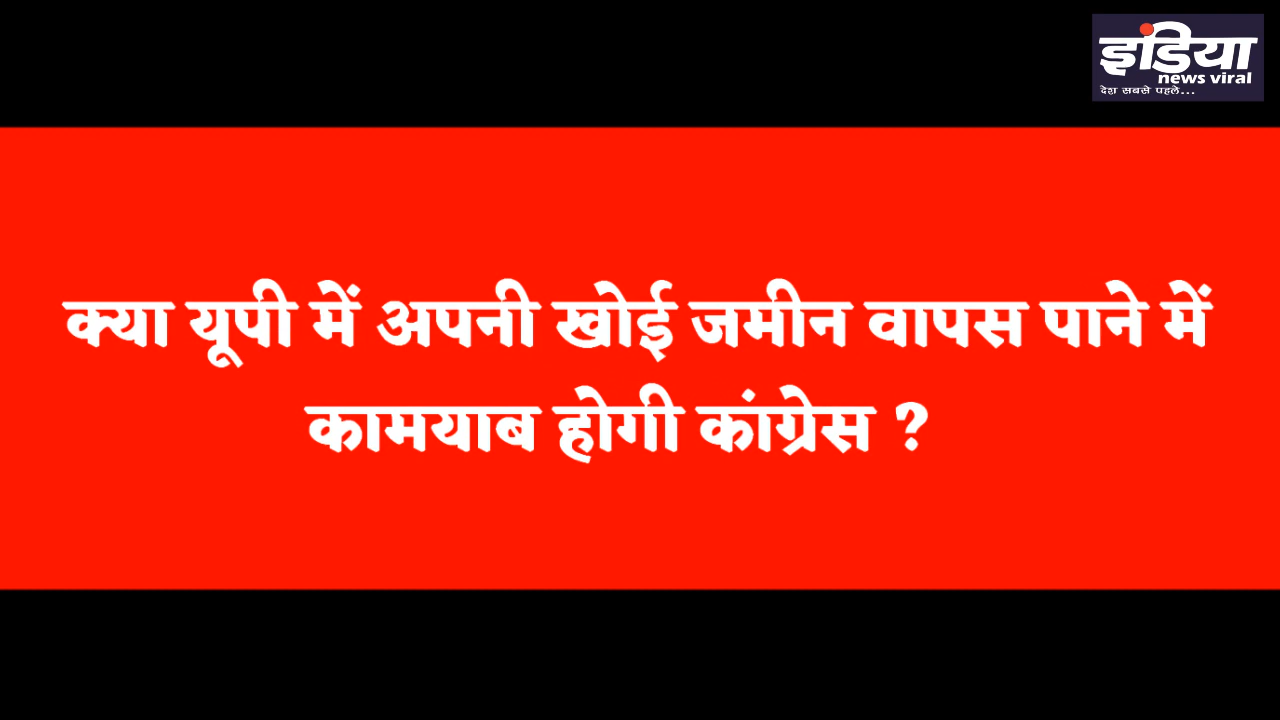 इंडिया
news viral
देश सबसे पहले...
क्या यूपी में अपनी खोई जमीन वापस पाने में
कामयाब होगी कांग्रेस ?